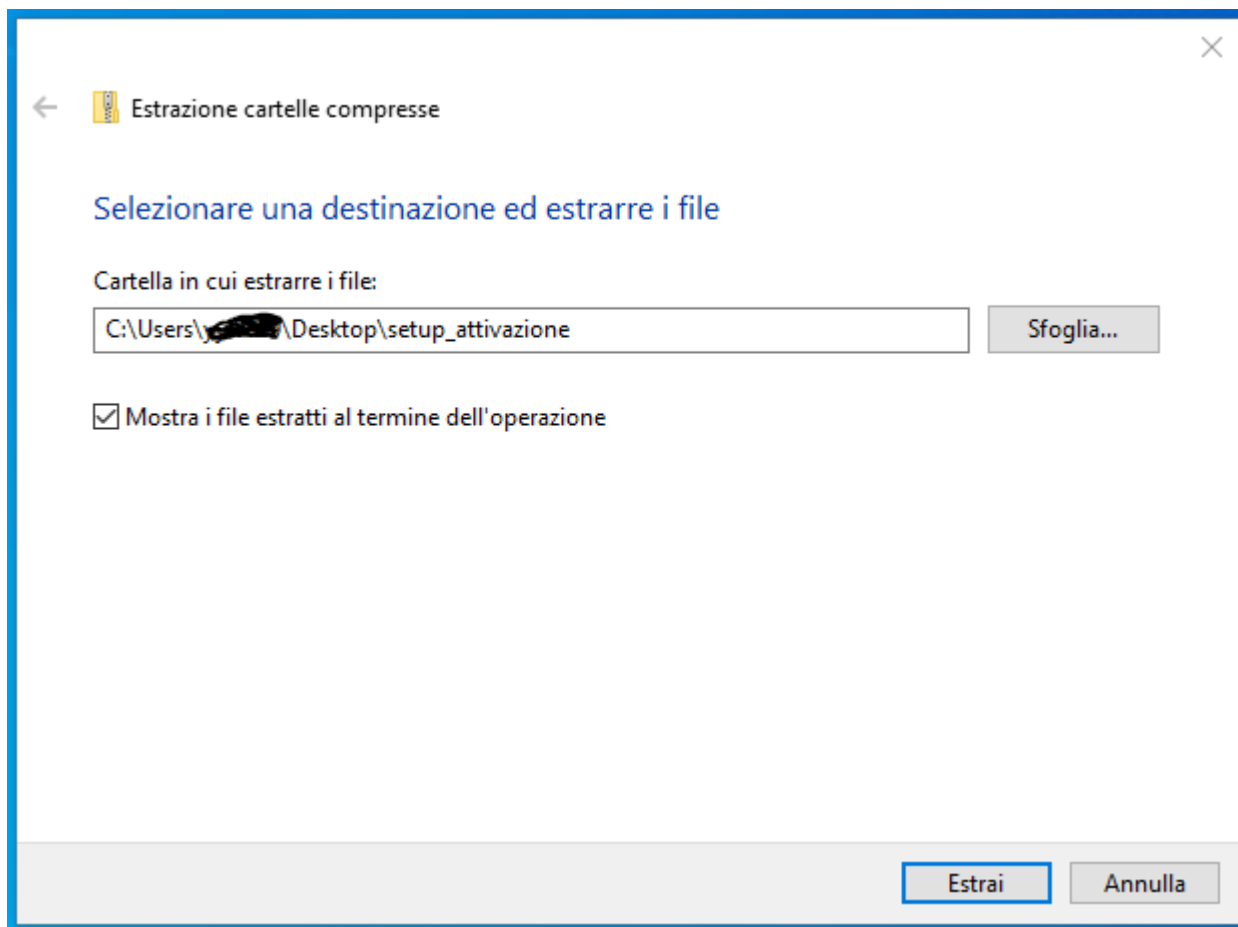 Estrazione cartelle compresse
Selezionare una destinazione ed estrarre i file
Cartella in cui estrarre i file:
C:\Users\ \Desktop\setup_attivazione
Sfoglia...
Mostra i file estratti al termine dell'operazione
Estrai
Annulla